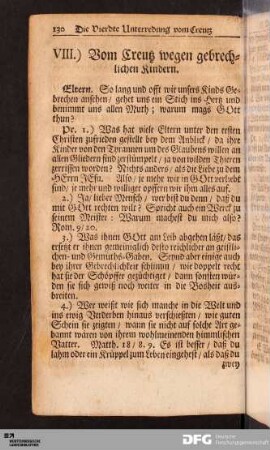 130 Die Vierdte Unterredung vom Creutz
VIII.) Vom Creutz wegen gebrech-
lichen Kindern.
Eltern. So lang und offt wir unsers Kinds Ge-
brechen ansehen/ gehet uns ein Stich ins Hertz und
benimmt uns allen Muth; warum mags GOtt
thun?
Pr. 1.) Was hat viele Eltern unter den ersten
Christen zufrieden gestellt bey dem Anblick/ da ihre
Kinder von den Tyrannen um des Glaubens willen an
allen Gliedern sind zerstümpelt/ ja von wilden Thieren
zerrissen worden? Nichts anders/ als die Liebe zu dem
HErrn JEsu. Also/ je mehr wir in GOtt verliebt
sind/ je mehr und williger opffern wir ihm alles auf.
2.) Ja/ lieber Mensch/ wer bist du denn/ daß du
mit GOtt rechten wilt? Spricht auch ein Werck zu
seinem Meister: Warum machest du mich also?
Rom. 9/20.
3.) Was ihnen GOtt am Leib abgehen läßt/ das
ersetzt er ihnen gemeiniglich desto reichlicher an geistli-
chen- und Gemüths-Gaben. Seynd aber einige auch bey
ihrer Gebrechlichkeit schlimm/ wie doppelt recht
hat sie der Schöpffer gezüchtiget/ dann sonsten wür-
den sie sich gewiß noch weiter in die Bosheit aus-
breiten.
4.) Wer weißt wie sich manche in die Welt und
ins ewig Verderben hinaus verschiessten/ wie guten
Schein sie zeigten/ wann sie nicht auf solche Art ge-
bannt wären von ihrem wohlmeinenden himmlischen
Vatter. Matth. 18/8.9. Es ist besser/ daß du
lahm oder ein Krüppel zum Leben eingehest/ als daß du
zwey
DFG